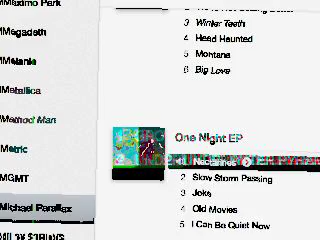 Maximo Park
Megadeth
Melanie
Metallica
Method Man
Metric
MGMT
Michael Parallax
3 Winter Teeth
4 Head Haunted
5 Montana
6 Big Love
One Night EP
2 Slow Storm Passing
3 Joke
4 Old Movies
5 I Can Be Quiet Now